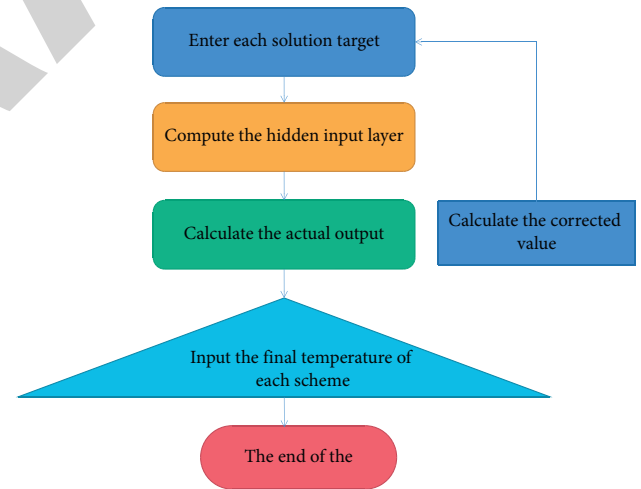 Enter each solution target
Compute the hidden input layer
Calculate the actual output
Calculate the corrected
value
Input the final temperature of
each scheme
The end of the